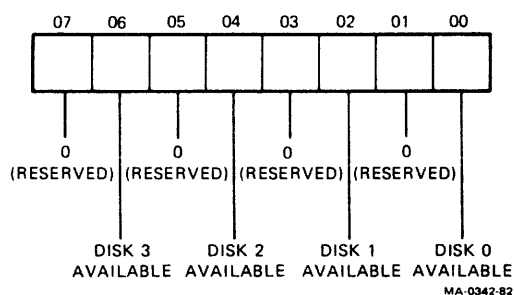 07 06 05 04 03 02 01 00
0 0 0 0
(RESERVED) (RESERVED) (RESERVED) (RESERVED)
DISK 3 DISK 2 DISK 1 DISK 0
AVAILABLE AVAILABLE AVAILABLE AVAILABLE
MA-0342-82